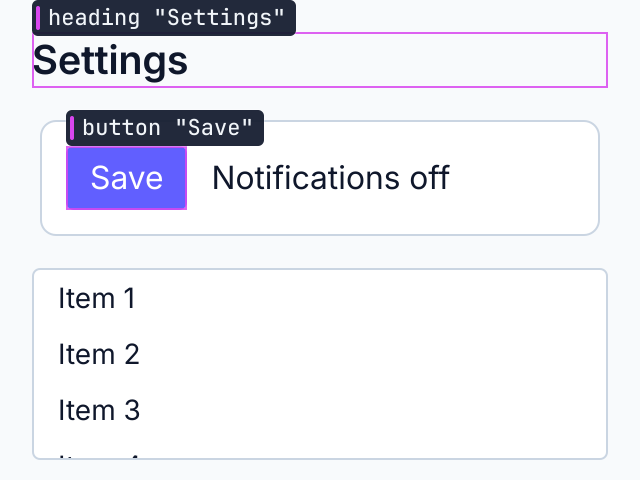 heading "Settings"
Settings
button "Save"
Save Notifications off
Item 1
Item 2
Item 3